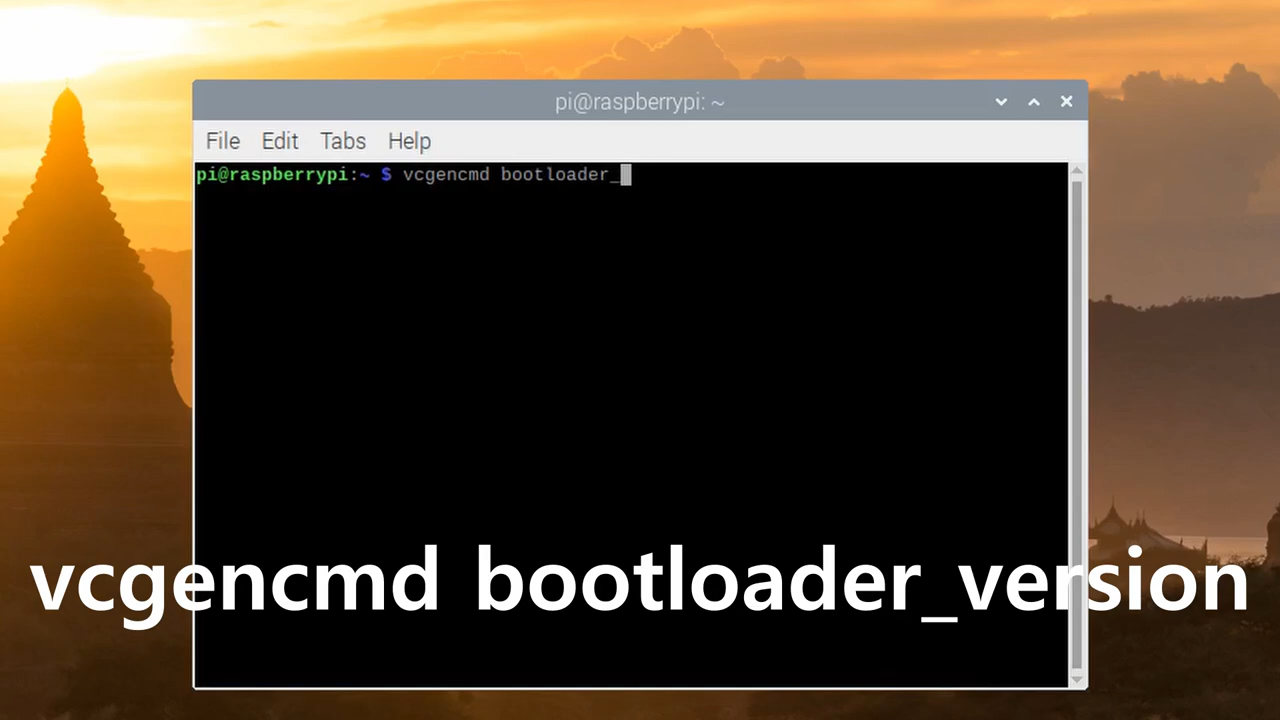 pi@raspberrypi: ~
File Edit Tabs Help
pi@raspberrypi:~ $ vcgencmd bootloader_
vcgencmd bootloader_version